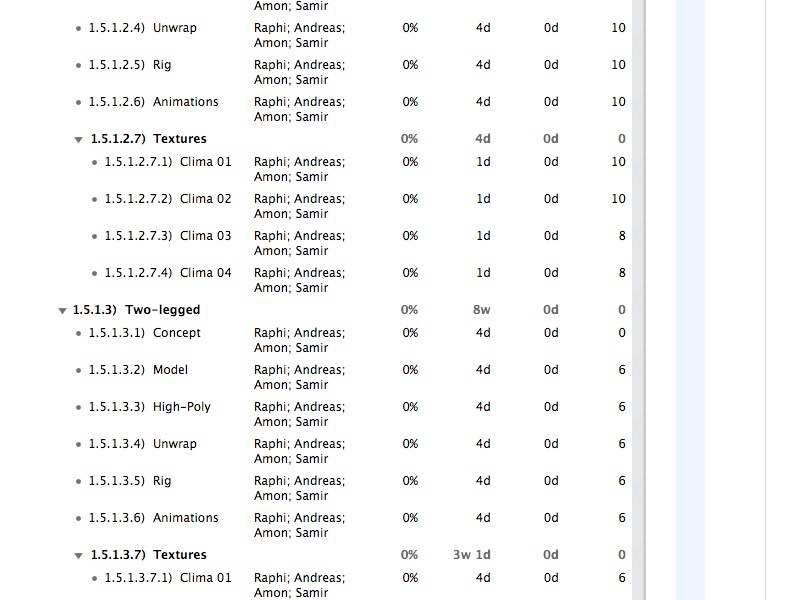 Amon; Samir
1.5.1.2.4) Unwrap Raphi; Andreas; 0% 4d 0d 10
Amon; Samir
1.5.1.2.5) Rig Raphi; Andreas; 0% 4d 0d 10
Amon; Samir
1.5.1.2.6) Animations Raphi; Andreas; 0% 4d 0d 10
Amon; Samir
1.5.1.2.7) Textures 0% 4d 0d 0
1.5.1.2.7.1) Clima 01 Raphi; Andreas; 0% 1d 0d 10
Amon; Samir
1.5.1.2.7.2) Clima 02 Raphi; Andreas; 0% 1d 0d 10
Amon; Samir
1.5.1.2.7.3) Clima 03 Raphi; Andreas; 0% 1d 0d 8
Amon; Samir
1.5.1.2.7.4) Clima 04 Raphi; Andreas; 0% 1d 0d 8
Amon; Samir
1.5.1.3) Two-legged 0% 8w 0d 0
1.5.1.3.1) Concept Raphi; Andreas; 0% 4d 0d 0
Amon; Samir
1.5.1.3.2) Model Raphi; Andreas; 0% 4d 0d 6
Amon; Samir
1.5.1.3.3) High-Poly Raphi; Andreas; 0% 4d 0d 6
Amon; Samir
1.5.1.3.4) Unwrap Raphi; Andreas; 0% 4d 0d 6
Amon; Samir
1.5.1.3.5) Rig Raphi; Andreas; 0% 4d 0d 6
Amon; Samir
1.5.1.3.6) Animations Raphi; Andreas; 0% 4d 0d 6
Amon; Samir
1.5.1.3.7) Textures 0% 3w 1d 0d 0
1.5.1.3.7.1) Clima 01 Raphi; Andreas; 0% 4d 0d 6
Amon; Samir